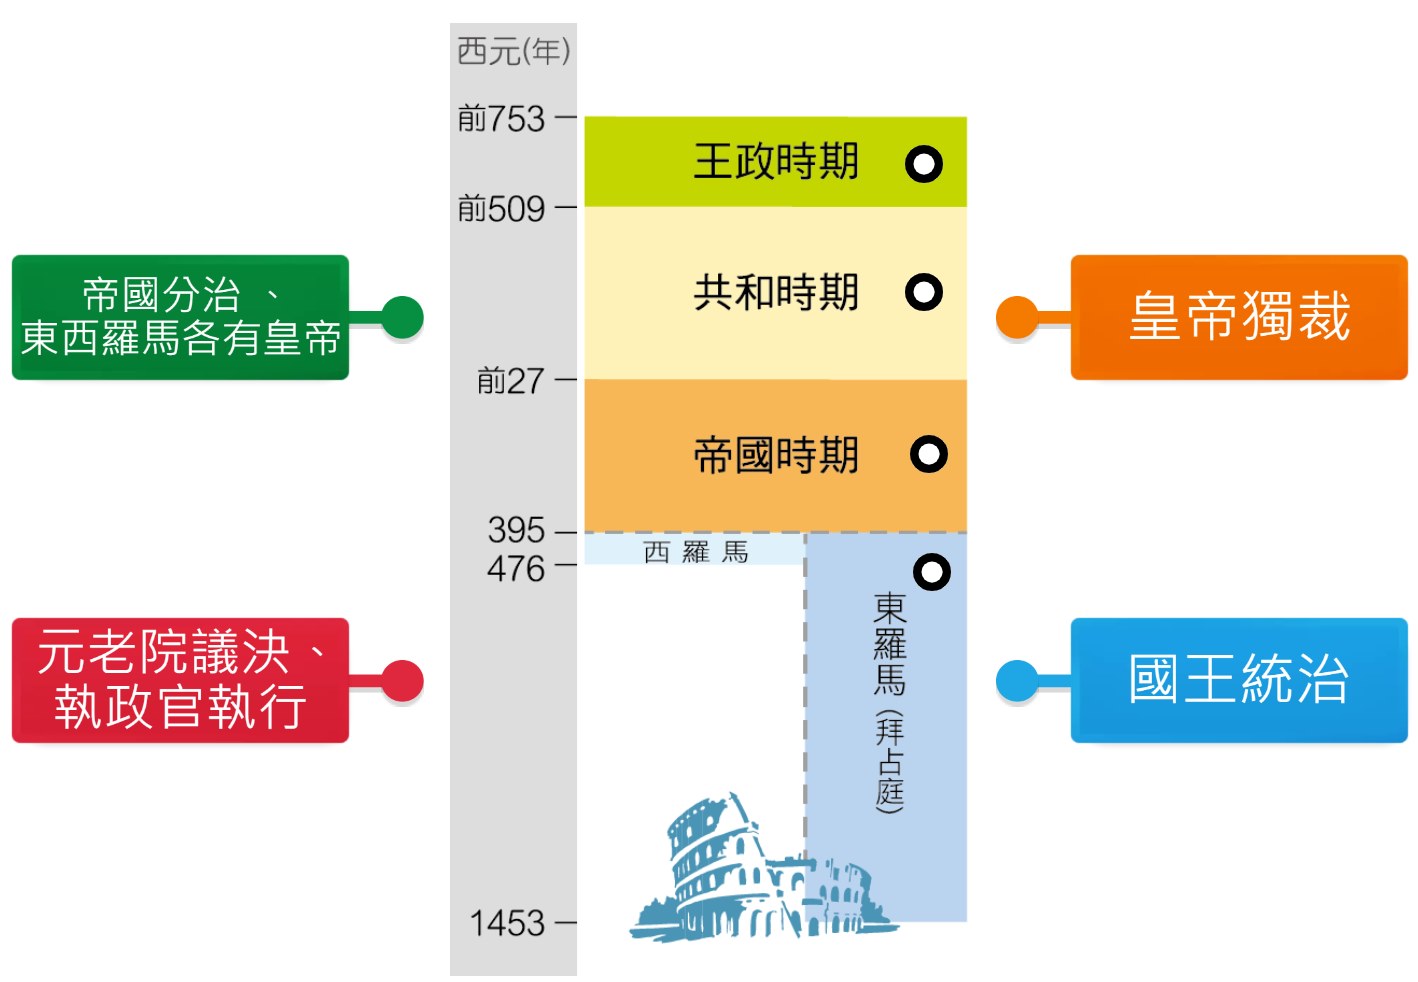 西元(年)
前753
王政時期
前509
帝國分治、
東西羅馬各有皇帝
共和時期
皇帝獨裁
前27
帝國時期
395
西羅馬
476
東羅馬(拜占庭)
元老院議決、
執政官執行
國王統治
1453